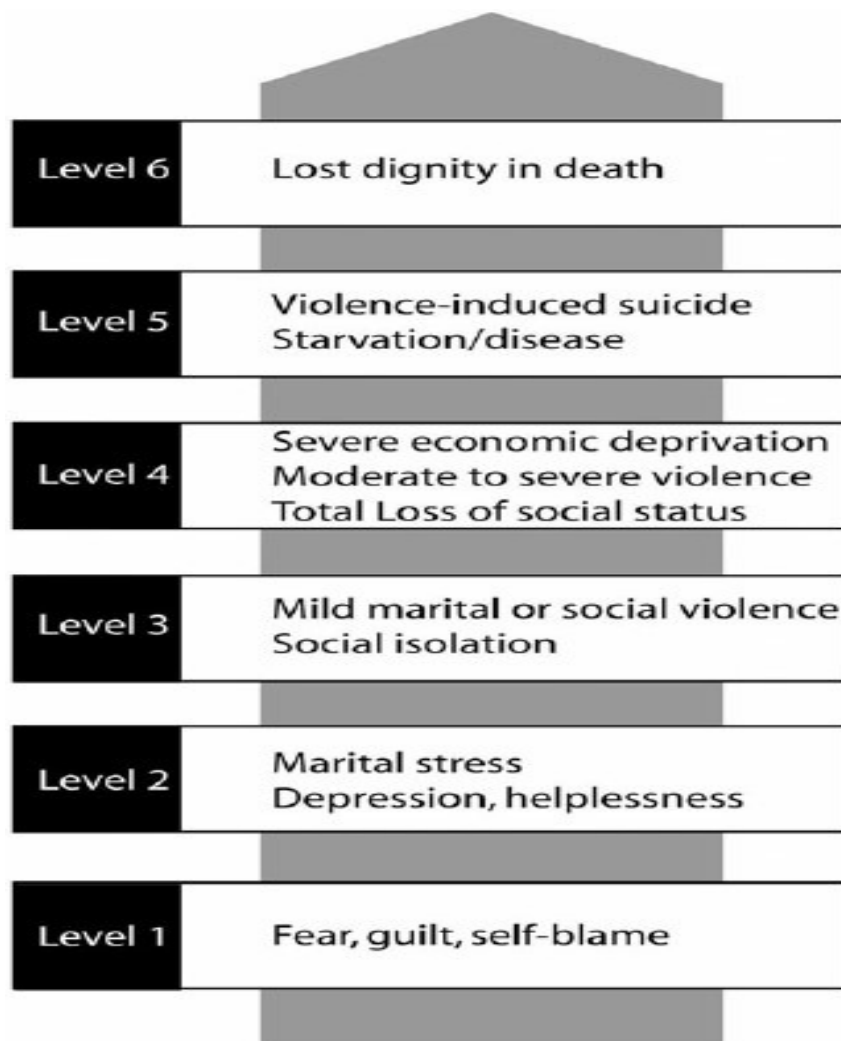 Level 6
Lost dignity in death
Level 5
Violence-induced suicide
Starvation/disease
Level 4
Severe economic deprivation
Moderate to severe violence
Total Loss of social status
Level 3
Mild marital or social violence
Social isolation
Level 2
Marital stress
Depression, helplessness
Level 1
Fear, guilt, self-blame